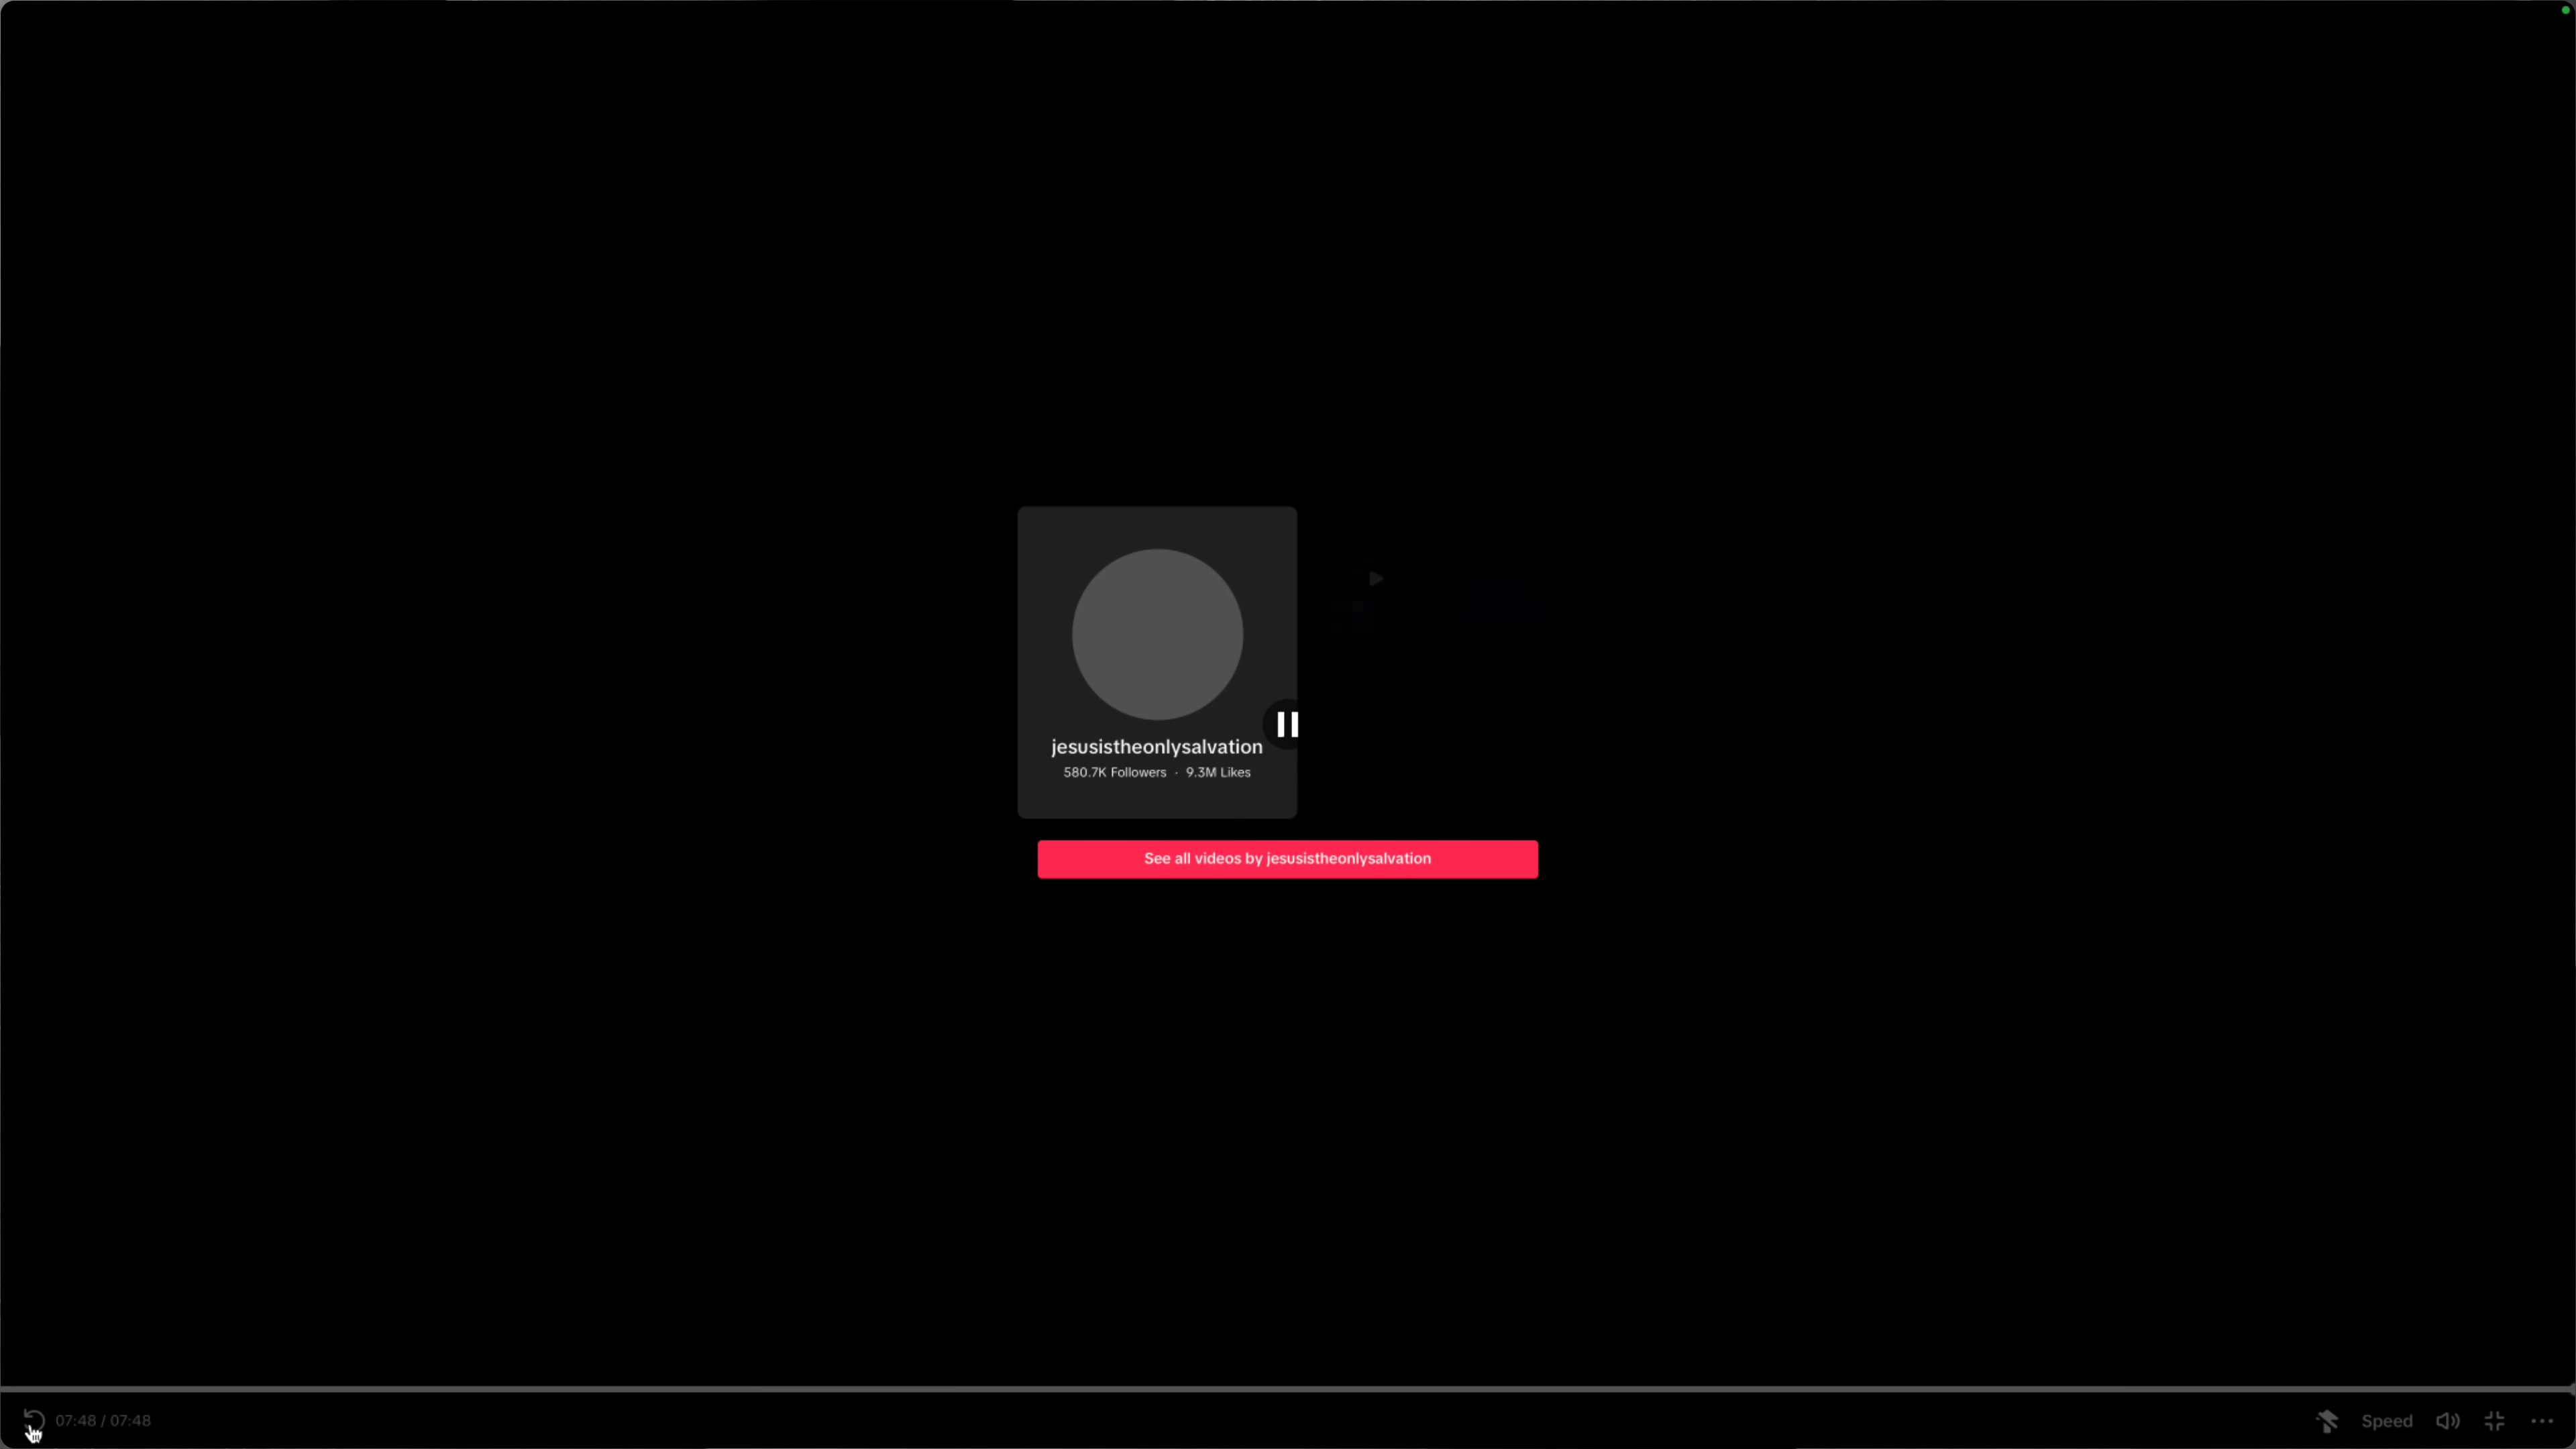 jesusistheonlysalvation
580.7K Followers · 9.3M Likes
See all videos by jesusistheonlysalvation
07:48 / 07:48
Speed